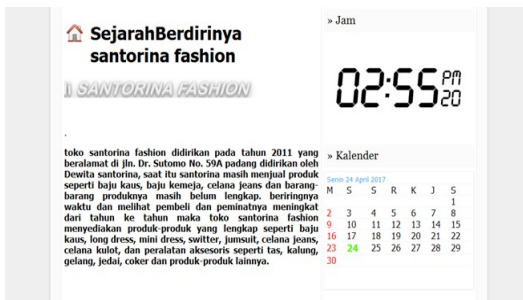 SejarahBerdirinya
santorina fashion
SANTORINA FASHION
.
toko santorina fashion didirikan pada tahun 2011 yang
beralamat di jln. Dr. Sutomo No. 59A padang didirikan oleh
Dewita santorina, saat itu santorina masih menjual produk
seperti baju kaus, baju kemeja, celana jeans dan barang-
barang produknya masih belum lengkap. beriringnya
waktu dan melihat pembeli dan peminatnya meningkat
dari tahun ke tahun maka toko santorina fashion
menyediakan produk-produk yang lengkap seperti baju
kaus, long dress, mini dress, switter, jumsuit, celana jeans,
celana kulot, dan peralatan aksesoris seperti tas, kalung,
gelang, jedai, coker dan produk-produk lainnya.
» Jam
02:55 PM 20
» Kalender
Senin 24 April 2017
M S S R K J S
1
2 3 4 5 6 7 8
9 10 11 12 13 14 15
16 17 18 19 20 21 22
23 24 25 26 27 28 29
30